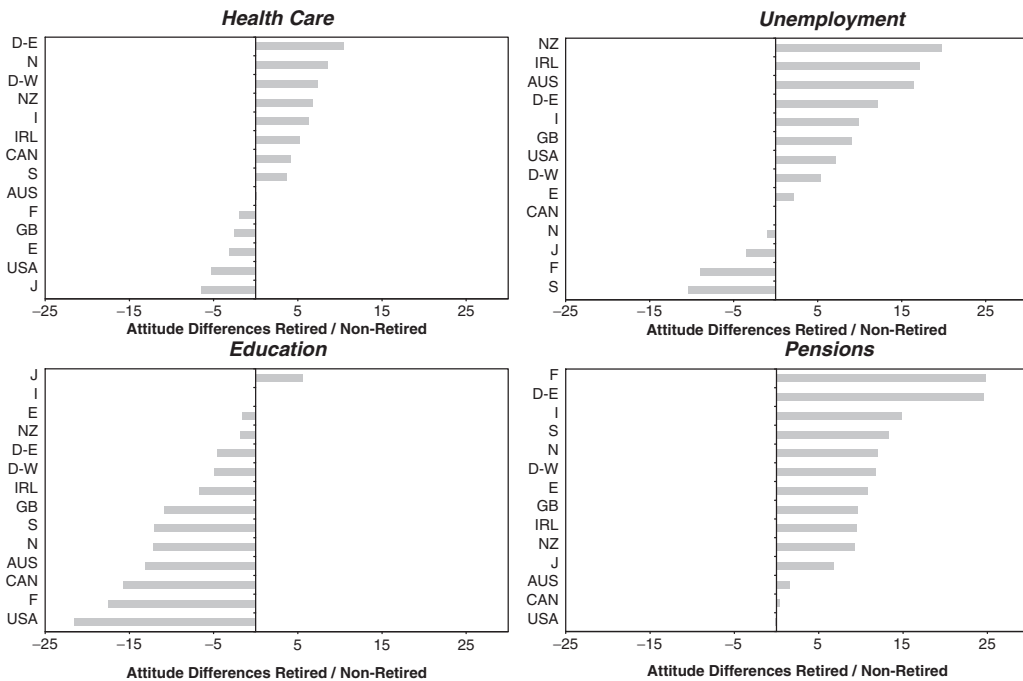 Health Care
D-E
N
D-W
NZ
I
IRL
CAN
S
AUS
F
GB
E
USA
J
−25 −15 −5 5 15 25
Attitude Differences Retired / Non-Retired
Unemployment
NZ
IRL
AUS
D-E
I
GB
USA
D-W
E
CAN
N
J
F
S
−25 −15 −5 5 15 25
Attitude Differences Retired / Non-Retired
Education
J
I
E
NZ
D-E
D-W
IRL
GB
S
N
AUS
CAN
F
USA
−25 −15 −5 5 15 25
Attitude Differences Retired / Non-Retired
Pensions
F
D-E
I
S
N
D-W
E
GB
IRL
NZ
J
AUS
CAN
USA
−25 −15 −5 5 15 25
Attitude Differences Retired / Non-Retired